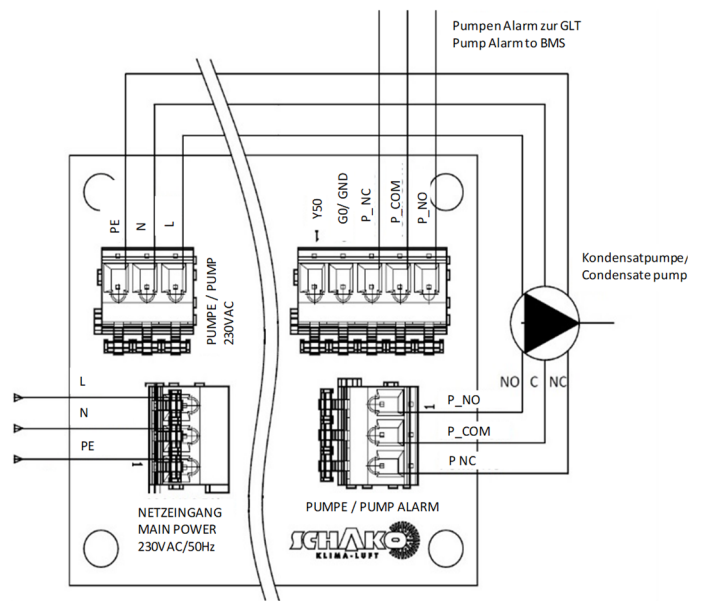 Pumpen Alarm zur GLT
Pump Alarm to BMS
PE
N
L
1 Y50
G0/ GND
P_NC
P_COM
P_NO
PUMPE / PUMP
230VAC
Kondensatpumpe/
Condensate pump
NO C NC
L
N
PE
1
1
P_NO
P_COM
P NC
NETZEINGANG
MAIN POWER
230VAC/50Hz
PUMPE / PUMP ALARM
SCHAKO
KLIMA-LUFT